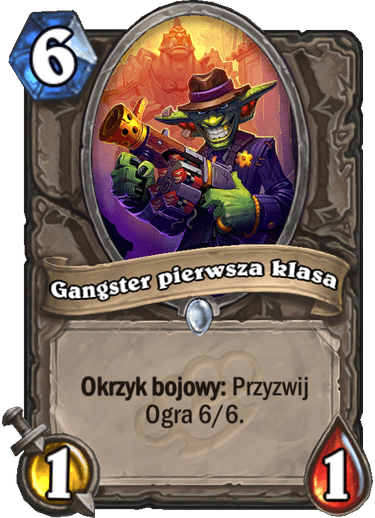 6
Gangster pierwsza klasa
Okrzyk bojowy: Przyzwij
Ogra 6/6.
1
1